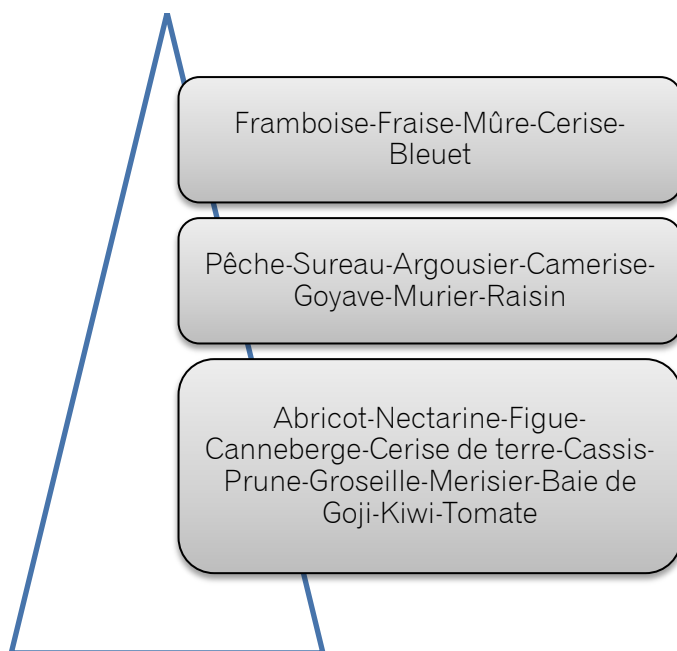 Framboise-Fraise-Mûre-Cerise-
Bleuet
Pêche-Sureau-Argousier-Camerise-
Goyave-Murier-Raisin
Abricot-Nectarine-Figue-
Canneberge-Cerise de terre-Cassis-
Prune-Groseille-Merisier-Baie de
Goji-Kiwi-Tomate